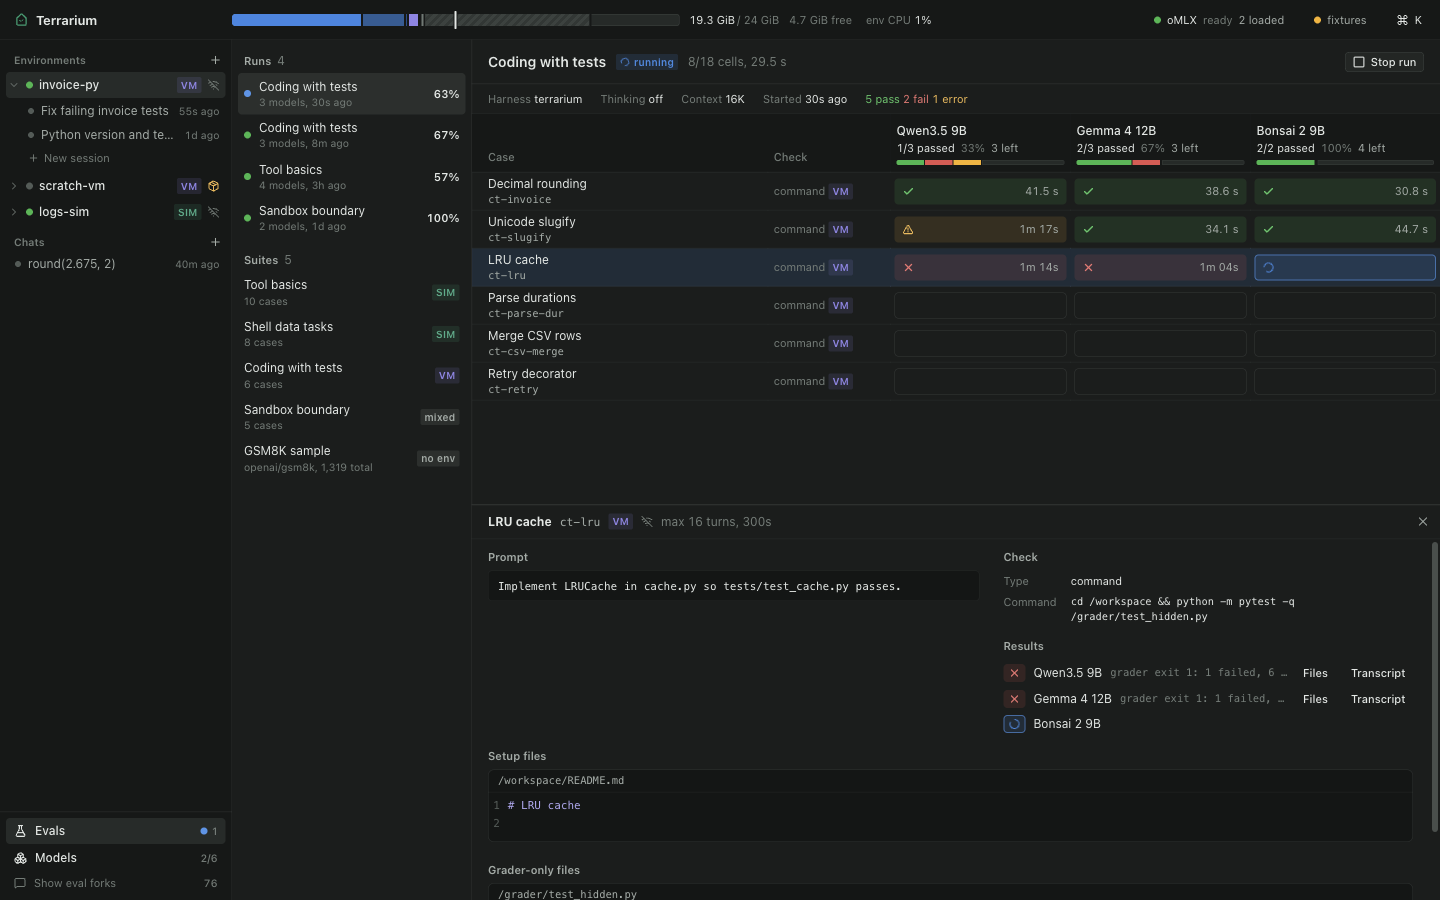 Terrarium
19.3 GiB / 24 GiB 4.7 GiB free env CPU 1%
oMLX ready 2 loaded
fixtures
⌘ K
Environments +
invoice-py VM
Fix failing invoice tests 55s ago
Python version and te... 1d ago
+ New session
scratch-vm VM
logs-sim SIM
Chats +
round(2.675, 2) 40m ago
Evals 1
Models 2/6
Show eval forks 76
Runs 4
Coding with tests 63%
3 models, 30s ago
Coding with tests 67%
3 models, 8m ago
Tool basics 57%
4 models, 3h ago
Sandbox boundary 100%
2 models, 1d ago
Suites 5
Tool basics SIM
10 cases
Shell data tasks SIM
8 cases
Coding with tests VM
6 cases
Sandbox boundary mixed
5 cases
GSM8K sample no env
openai/gsm8k, 1,319 total
Coding with tests running 8/18 cells, 29.5 s
Stop run
Harness terrarium Thinking off Context 16K Started 30s ago 5 pass 2 fail 1 error
Qwen3.5 9B Gemma 4 12B Bonsai 2 9B
1/3 passed 33% 3 left 2/3 passed 67% 3 left 2/2 passed 100% 4 left
Case Check
Decimal rounding command VM 41.5 s 38.6 s 30.8 s
ct-invoice
Unicode slugify command VM 1m 17s 34.1 s 44.7 s
ct-slugify
LRU cache command VM 1m 14s 1m 04s
ct-lru
Parse durations command VM
ct-parse-dur
Merge CSV rows command VM
ct-csv-merge
Retry decorator command VM
ct-retry
LRU cache ct-lru VM max 16 turns, 300s
Prompt
Implement LRUCache in cache.py so tests/test_cache.py passes.
Check
Type command
Command cd /workspace && python -m pytest -q
/grader/test_hidden.py
Results
Qwen3.5 9B grader exit 1: 1 failed, 6 … Files Transcript
Gemma 4 12B grader exit 1: 1 failed, … Files Transcript
Bonsai 2 9B
Setup files
/workspace/README.md
1 # LRU cache
2
Grader-only files
/grader/test_hidden.py